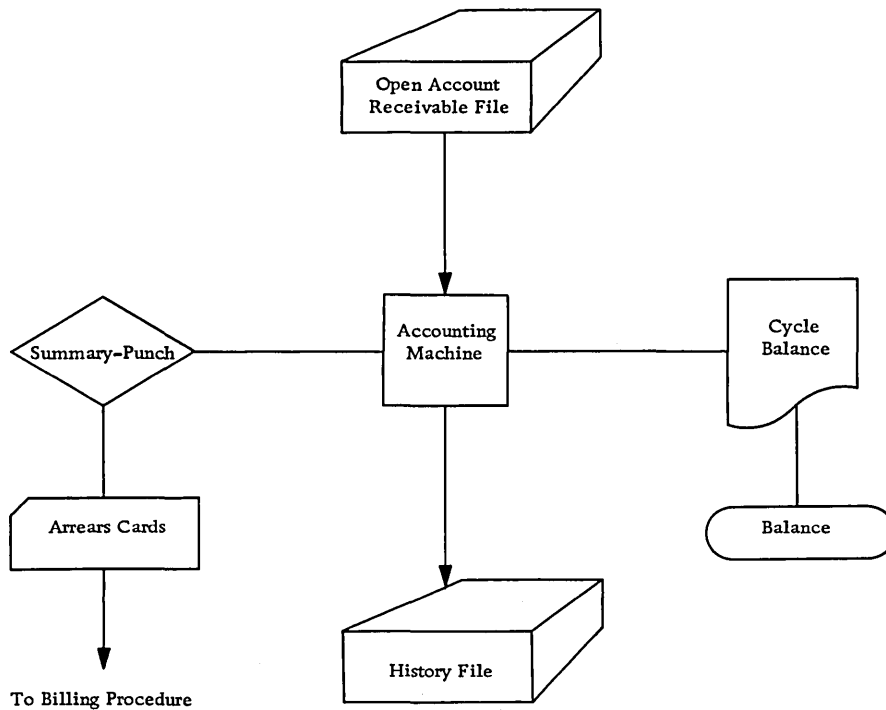 Open Account
Receivable File
Summary-Punch
Accounting
Machine
Cycle
Balance
Arrears Cards
Balance
History File
To Billing Procedure